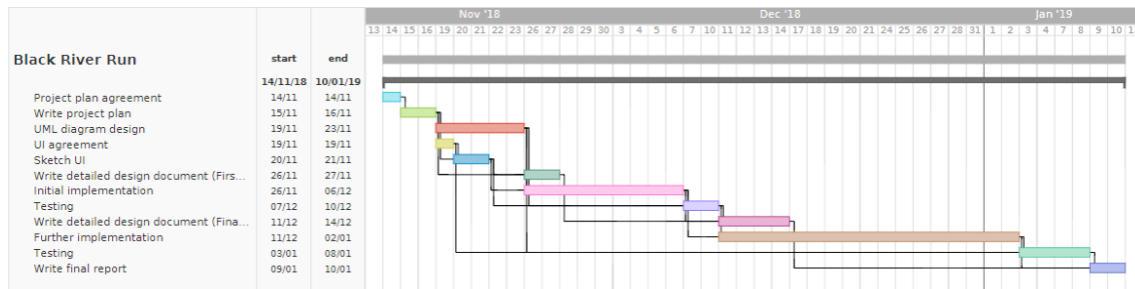 Nov '18 Dec '18 Jan '19
13 14 15 16 19 20 21 22 23 26 27 28 29 30 3 4 5 6 7 10 11 12 13 14 17 18 19 20 21 24 25 26 27 28 31 1 2 3 4 7 8 9 10 1
Black River Run start end
14/11/18 10/01/19
Project plan agreement 14/11 14/11
Write project plan 15/11 16/11
UML diagram design 19/11 23/11
UI agreement 19/11 19/11
Sketch UI 20/11 21/11
Write detailed design document (Firs... 26/11 27/11
Initial implementation 26/11 06/12
Testing 07/12 10/12
Write detailed design document (Fina... 11/12 14/12
Further implementation 11/12 02/01
Testing 03/01 08/01
Write final report 09/01 10/01